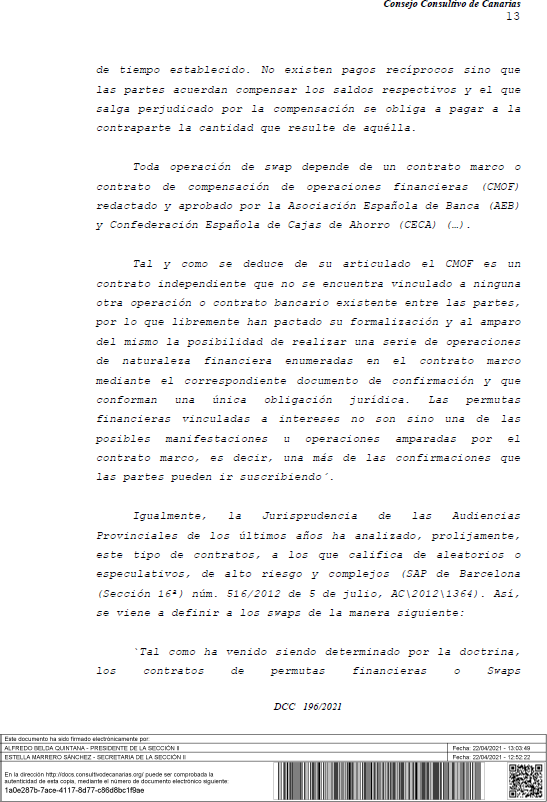 Consejo Consultivo de Canarias
13
de tiempo establecido. No existen pagos recíprocos sino que
las partes acuerdan compensar los saldos respectivos y el que
salga perjudicado por la compensación se obliga a pagar a la
contraparte la cantidad que resulte de aquélla.
Toda operación de swap depende de un contrato marco o
contrato de compensación de operaciones financieras (CMOF)
redactado y aprobado por la Asociación Española de Banca (AEB)
y Confederación Española de Cajas de Ahorro (CECA) (…).
Tal y como se deduce de su articulado el CMOF es un
contrato independiente que no se encuentra vinculado a ninguna
otra operación o contrato bancario existente entre las partes,
por lo que libremente han pactado su formalización y al amparo
del mismo la posibilidad de realizar una serie de operaciones
de naturaleza financiera enumeradas en el contrato marco
mediante el correspondiente documento de confirmación y que
conforman una única obligación jurídica. Las permutas
financieras vinculadas a intereses no son sino una de las
posibles manifestaciones u operaciones amparadas por el
contrato marco, es decir, una más de las confirmaciones que
las partes pueden ir suscribiendo´.
Igualmente, la Jurisprudencia de las Audiencias
Provinciales de los últimos años ha analizado, prolijamente,
este tipo de contratos, a los que califica de aleatorios o
especulativos, de alto riesgo y complejos (SAP de Barcelona
(Sección 16ª) núm. 516/2012 de 5 de julio, AC\2012\1364). Así,
se viene a definir a los swaps de la manera siguiente:
`Tal como ha venido siendo determinado por la doctrina,
los contratos de permutas financieras o Swaps
DCC 196/2021
Este documento ha sido firmado electrónicamente por:
ALFREDO BELDA QUINTANA - PRESIDENTE DE LA SECCIÓN II Fecha: 22/04/2021 - 13:03:49
ESTELLA MARRERO SÁNCHEZ - SECRETARIA DE LA SECCIÓN II Fecha: 22/04/2021 - 12:52:22
En la dirección http://docs.consultivodecanarias.org/ puede ser comprobada la
autenticidad de esta copia, mediante el número de documento electrónico siguiente:
1a0e287b-7ace-4117-8d77-c86d8bc1f9ae